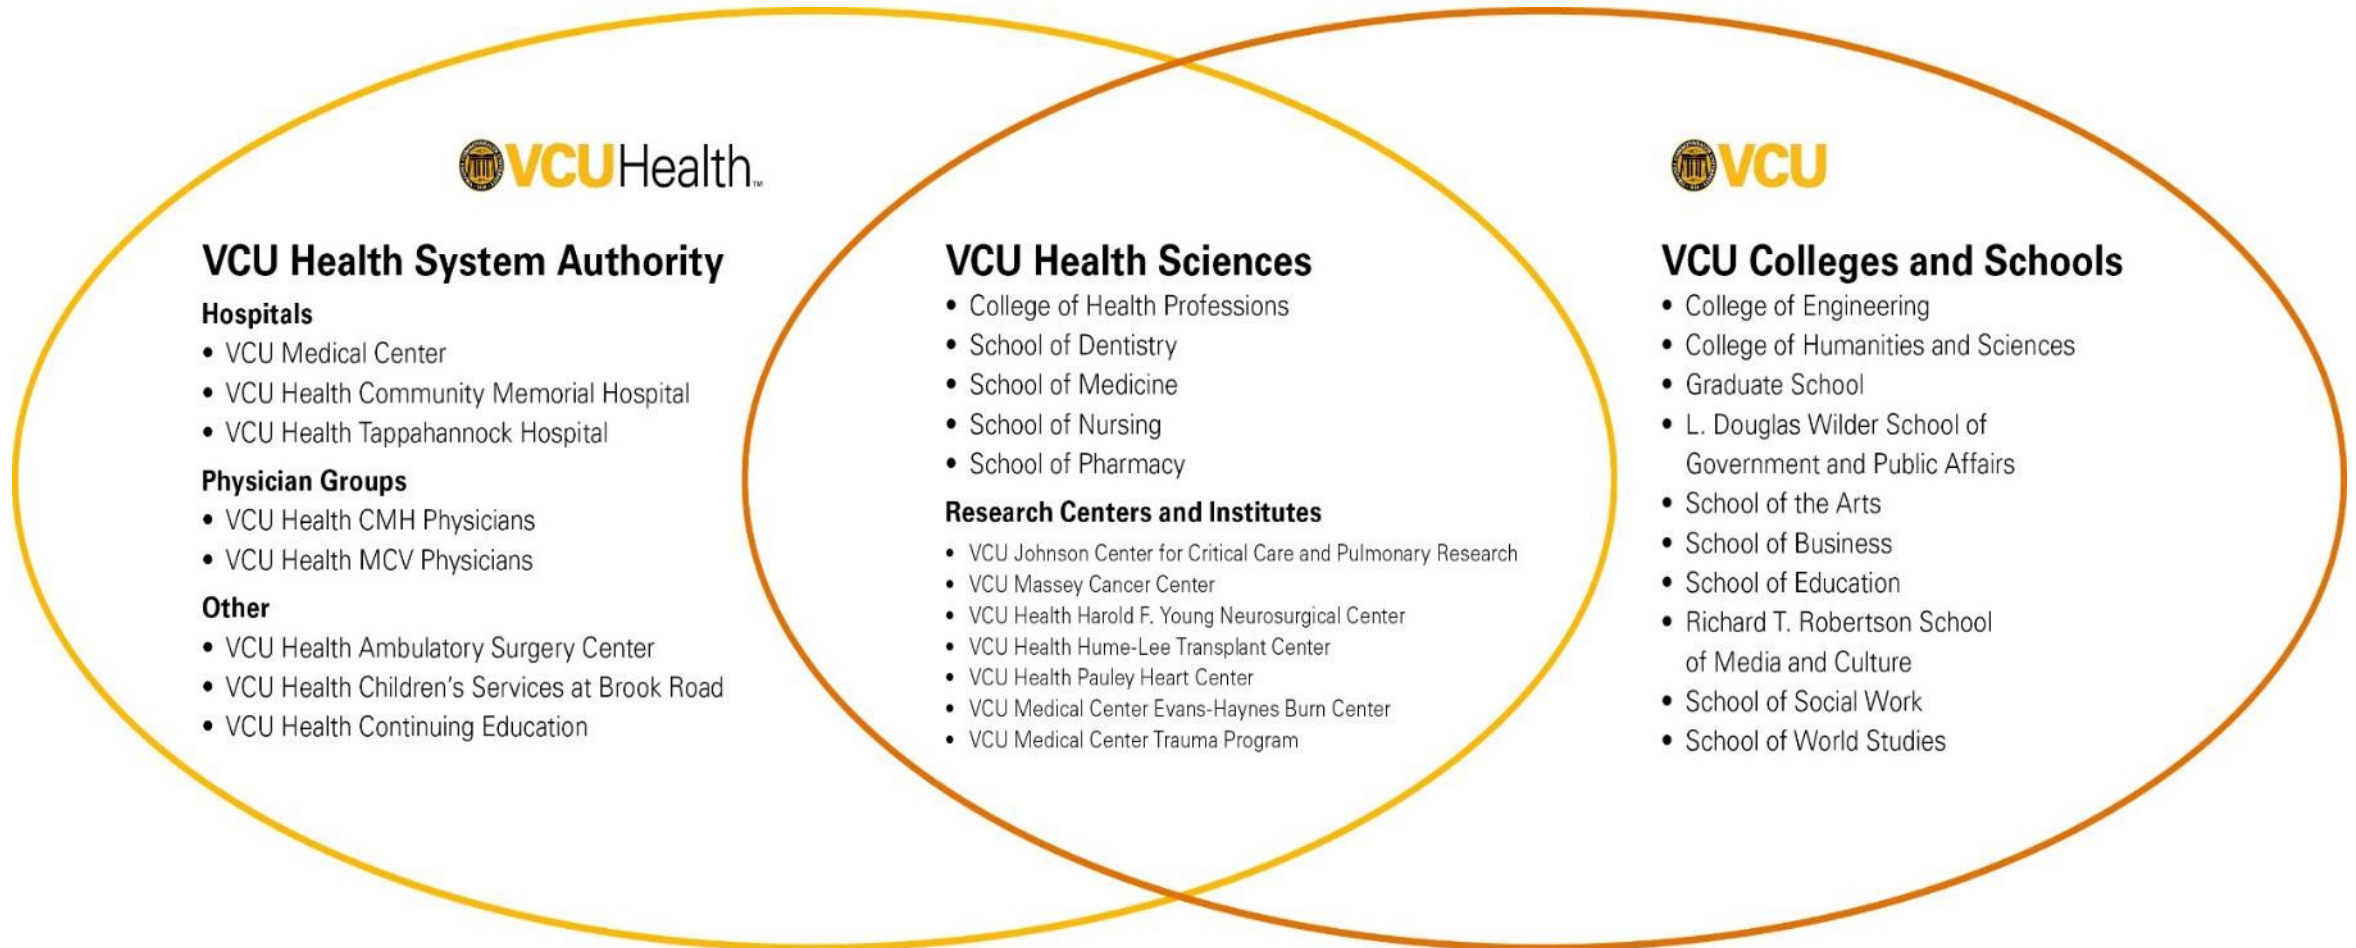 VCUHealth™
VCU Health System Authority
Hospitals
• VCU Medical Center
• VCU Health Community Memorial Hospital
• VCU Health Tappahannock Hospital
Physician Groups
• VCU Health CMH Physicians
• VCU Health MCV Physicians
Other
• VCU Health Ambulatory Surgery Center
• VCU Health Children’s Services at Brook Road
• VCU Health Continuing Education
VCU Health Sciences
• College of Health Professions
• School of Dentistry
• School of Medicine
• School of Nursing
• School of Pharmacy
Research Centers and Institutes
• VCU Johnson Center for Critical Care and Pulmonary Research
• VCU Massey Cancer Center
• VCU Health Harold F. Young Neurosurgical Center
• VCU Health Hume-Lee Transplant Center
• VCU Health Pauley Heart Center
• VCU Medical Center Evans-Haynes Burn Center
• VCU Medical Center Trauma Program
VCU
VCU Colleges and Schools
• College of Engineering
• College of Humanities and Sciences
• Graduate School
• L. Douglas Wilder School of
Government and Public Affairs
• School of the Arts
• School of Business
• School of Education
• Richard T. Robertson School
of Media and Culture
• School of Social Work
• School of World Studies